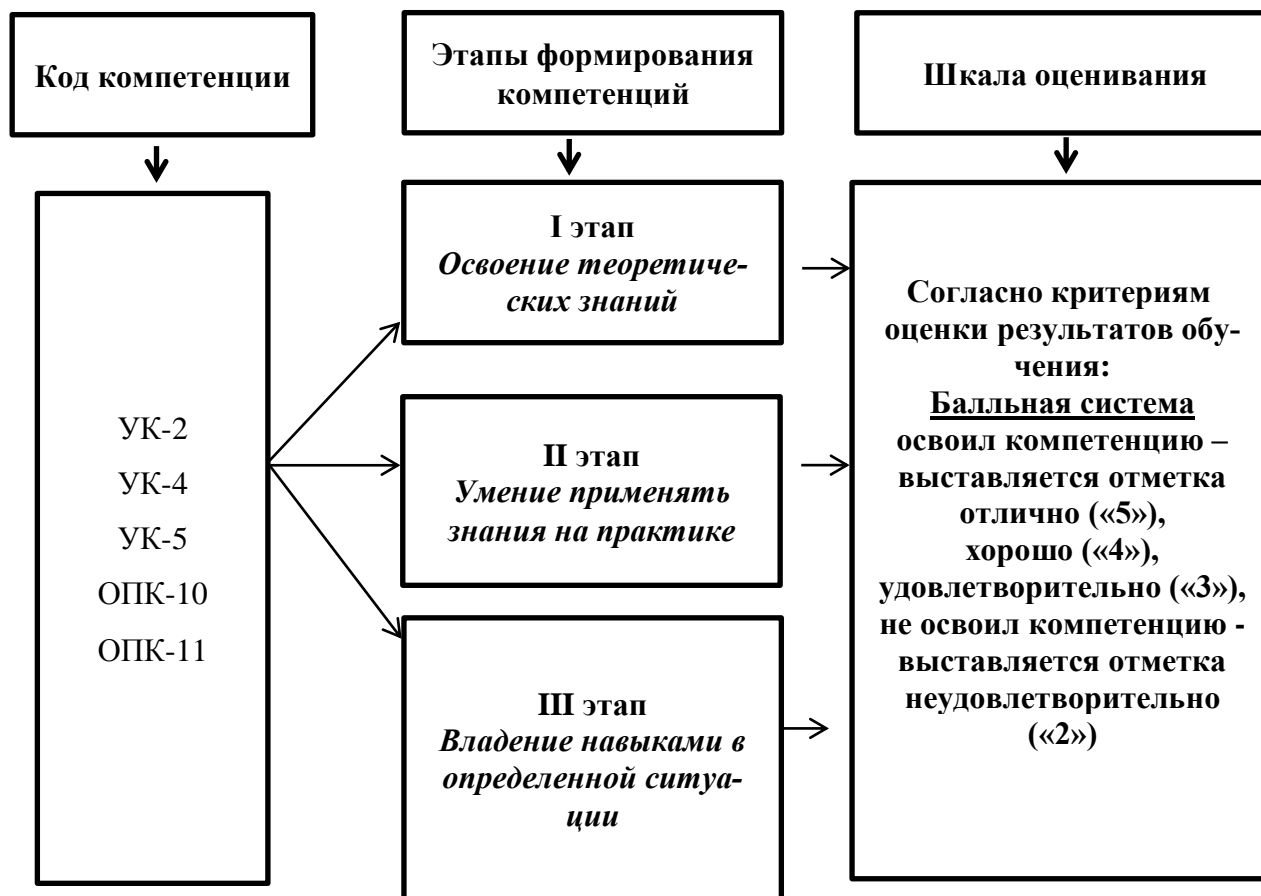 Код компетенции
Этапы формирования
компетенций
Шкала оценивания
УК-2
УК-4
УК-5
ОПК-10
ОПК-11
I этап
Освоение теоретиче-
ских знаний
II этап
Умение применять
знания на практике
III этап
Владение навыками в
определенной ситуа-
ции
Согласно критериям
оценки результатов обу-
чения:
Балльная система
освоил компетенцию –
выставляется отметка
отлично («5»),
хорошо («4»),
удовлетворительно («3»),
не освоил компетенцию -
выставляется отметка
неудовлетворительно
(«2»)